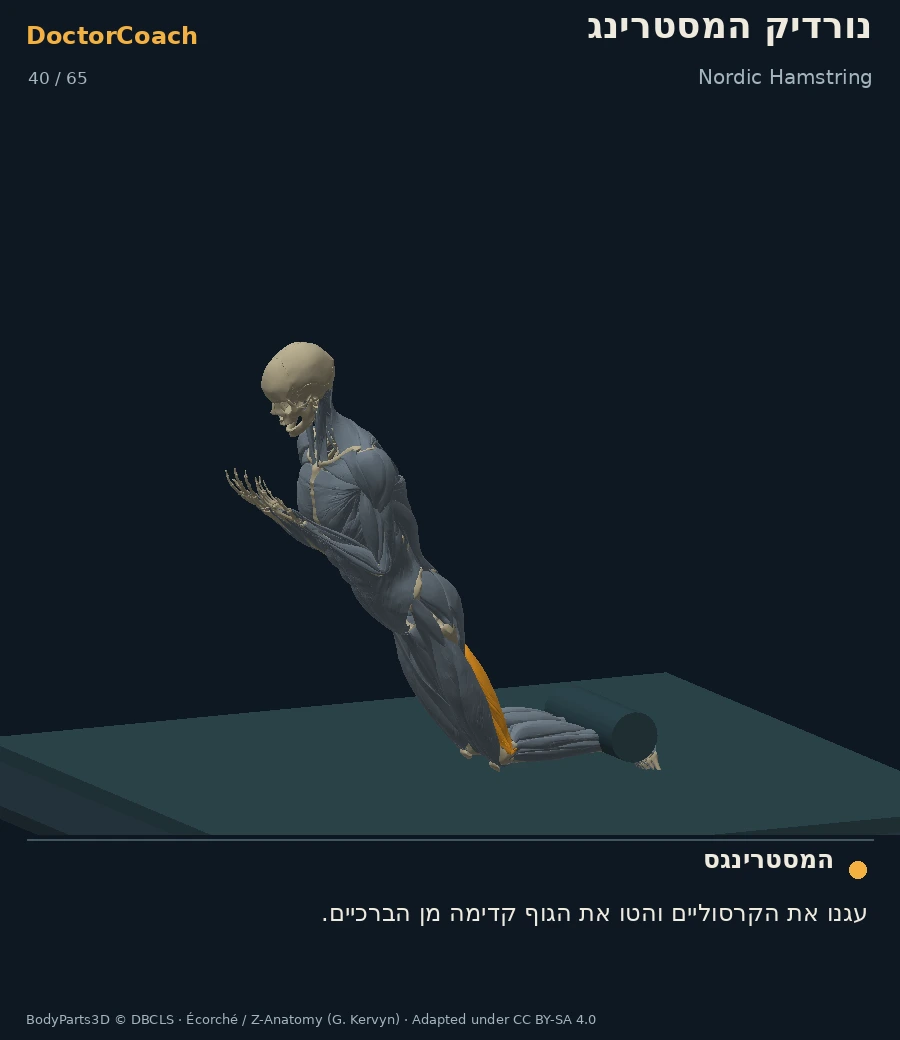 DoctorCoach
נורדיק המסטרינג
40 / 65
Nordic Hamstring
המסטרינגס
עגנו את הקרסוליים והטו את הגוף קדימה מן הברכיים.
BodyParts3D © DBCLS · Écorché / Z-Anatomy (G. Kervyn) · Adapted under CC BY-SA 4.0